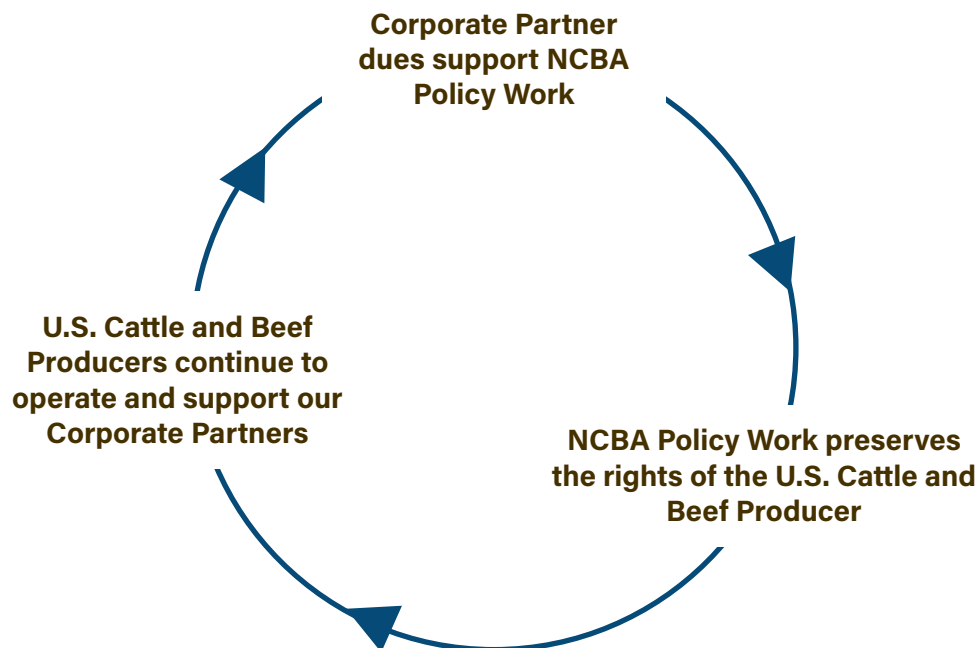 Corporate Partner
dues support NCBA
Policy Work
U.S. Cattle and Beef
Producers continue to
operate and support our
Corporate Partners
NCBA Policy Work preserves
the rights of the U.S. Cattle and
Beef Producer